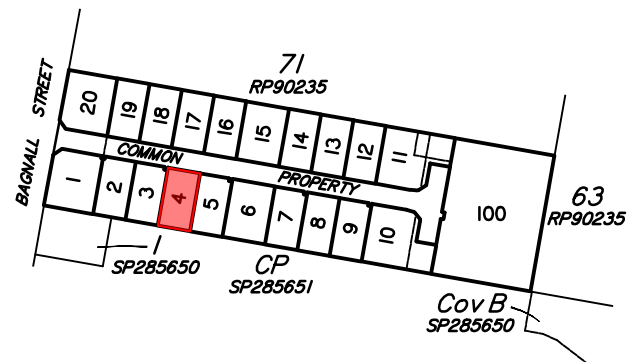 71
RP90235
BAGNALL STREET
20
19
18
17
16
15
14
13
12
11
COMMON PROPERTY
1
2
3
4
5
6
7
8
9
10
100
63
RP90235
1
SP285650
CP
SP285651
Cov B
SP285650